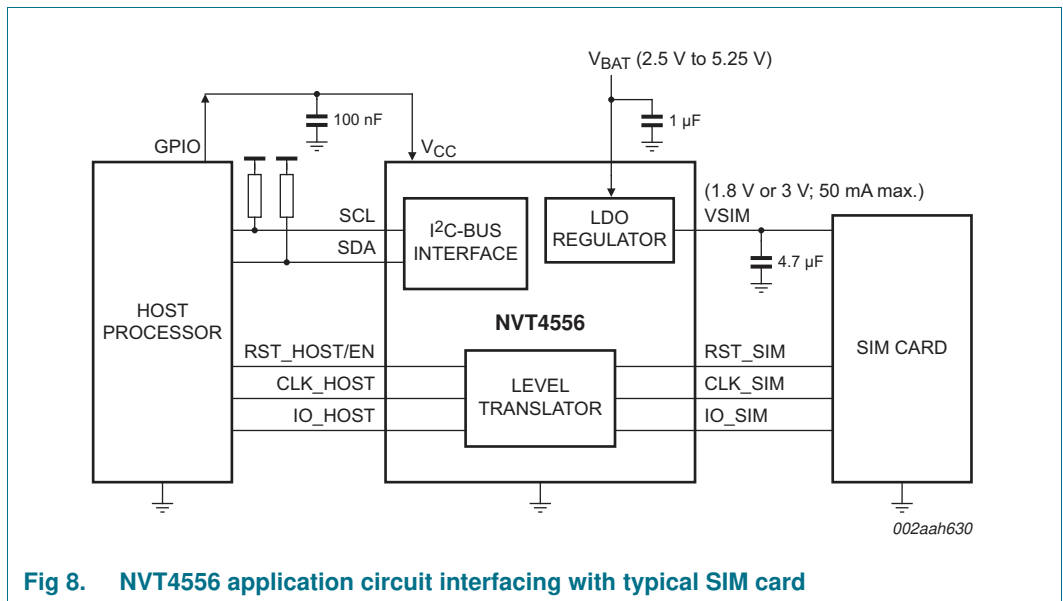 V_BAT (2.5 V to 5.25 V)
100 nF
1 µF
GPIO
V_CC
(1.8 V or 3 V; 50 mA max.)
SCL
SDA
I²C-BUS
INTERFACE
LDO
REGULATOR
VSIM
4.7 µF
HOST
PROCESSOR
NVT4556
SIM CARD
RST_HOST/EN
CLK_HOST
IO_HOST
LEVEL
TRANSLATOR
RST_SIM
CLK_SIM
IO_SIM
002aah630
Fig 8. NVT4556 application circuit interfacing with typical SIM card